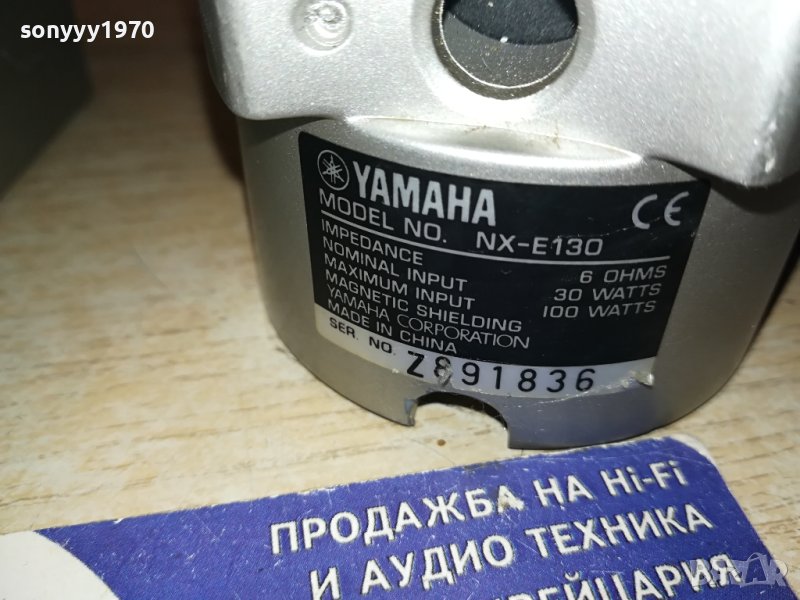 sonyyy1970
YAMAHA
CE
MODEL NO. NX-E130
IMPEDANCE 6 OHMS
NOMINAL INPUT 30 WATTS
MAXIMUM INPUT 100 WATTS
MAGNETIC SHIELDING
YAMAHA CORPORATION
MADE IN CHINA
SER. NO. Z891836
ПРОДАЖБА НА Hi-Fi
И АУДИО ТЕХНИКА